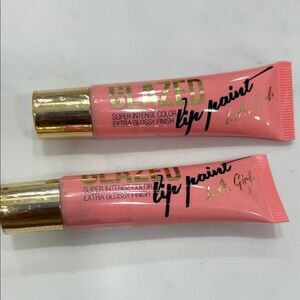 GLAZED
SUPER INTENSE COLOR
EXTRA GLOSSY FINISH
lip paint
L.A. Girl
GLAZED
SUPER INTENSE COLOR
EXTRA GLOSSY FINISH
lip paint
L.A. Girl